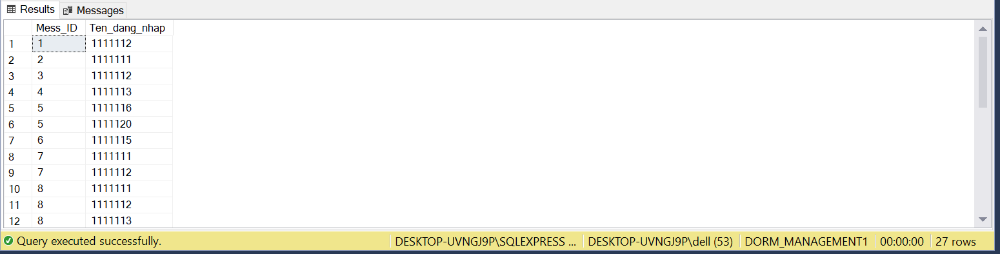 Results Messages
Mess_ID Ten_dang_nhap
1 1 1111112
2 2 1111111
3 3 1111112
4 4 1111113
5 5 1111116
6 5 1111120
7 6 1111115
8 7 1111111
9 7 1111112
10 8 1111111
11 8 1111112
12 8 1111113
Query executed successfully. DESKTOP-UVNGJ9P\SQLEXPRESS ... DESKTOP-UVNGJ9P\dell (53) DORM_MANAGEMENT1 00:00:00 27 rows